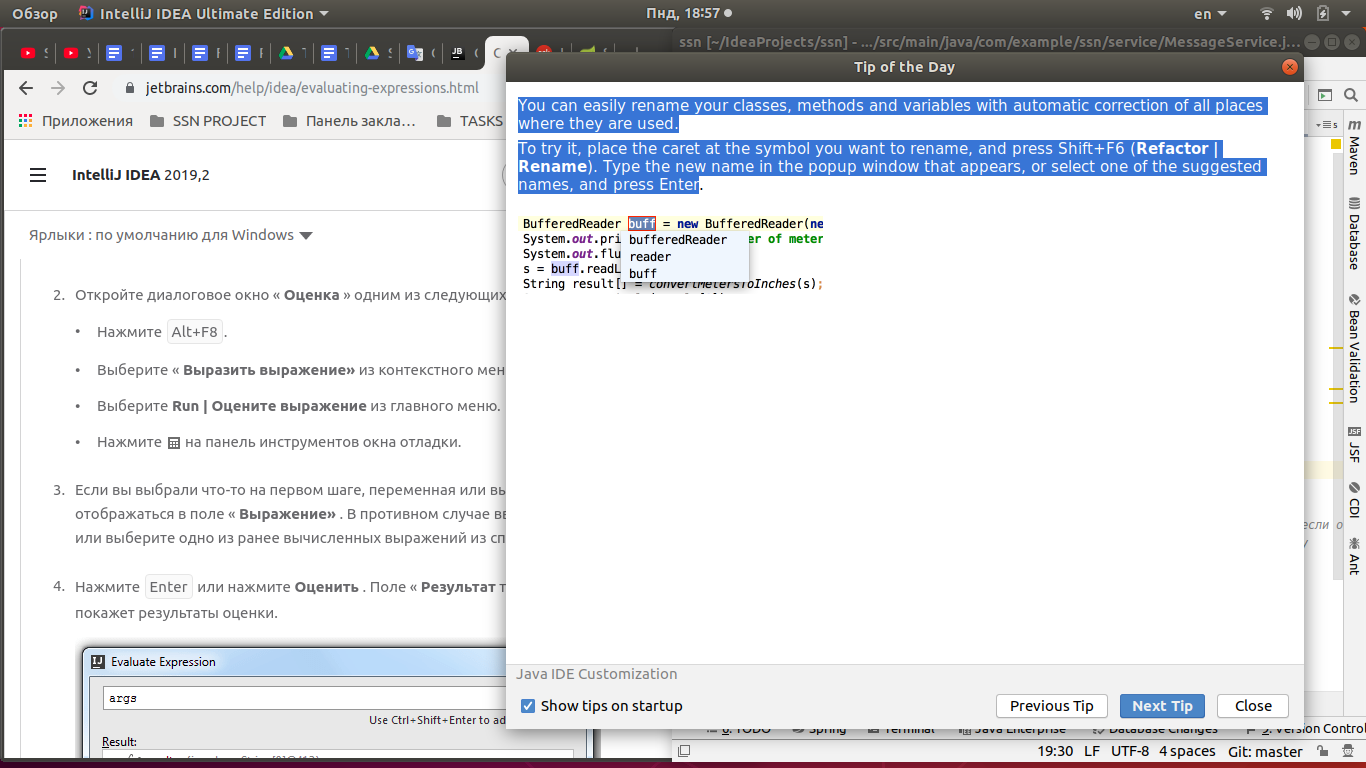 Обзор IntelliJ IDEA Ultimate Edition Пнд, 18:57 en
ssn [~/IdeaProjects/ssn] - .../src/main/java/com/example/ssn/service/MessageService.j...
jetbrains.com/help/idea/evaluating-expressions.html
Приложения SSN PROJECT Панель закла... TASKS
IntelliJ IDEA 2019,2
Ярлыки : по умолчанию для Windows
2. Откройте диалоговое окно « Оценка » одним из следующих
• Нажмите Alt+F8 .
• Выберите « Выразить выражение» из контекстного мен
• Выберите Run | Оцените выражение из главного меню.
• Нажмите на панель инструментов окна отладки.
3. Если вы выбрали что-то на первом шаге, переменная или вы
отображаться в поле « Выражение» . В противном случае вв
или выберите одно из ранее вычисленных выражений из сп
4. Нажмите Enter или нажмите Оценить . Поле « Результат т
покажет результаты оценки.
Evaluate Expression
args
Use Ctrl+Shift+Enter to ad
Result:
Tip of the Day
You can easily rename your classes, methods and variables with automatic correction of all places
where they are used.
To try it, place the caret at the symbol you want to rename, and press Shift+F6 (Refactor |
Rename). Type the new name in the popup window that appears, or select one of the suggested
names, and press Enter.
BufferedReader buff = new BufferedReader(ne
System.out.pri er of meter
System.out.flu
s = buff.readL
String result[] = convertMetersToInches(s);
bufferedReader
reader
buff
Java IDE Customization
Show tips on startup
Previous Tip Next Tip Close
Maven
Database
Bean Validation
JSF
CDI
Ant
если о
6: TODO Spring Terminal Java Enterprise Database Changes 9: Version Control
19:30 LF UTF-8 4 spaces Git: master